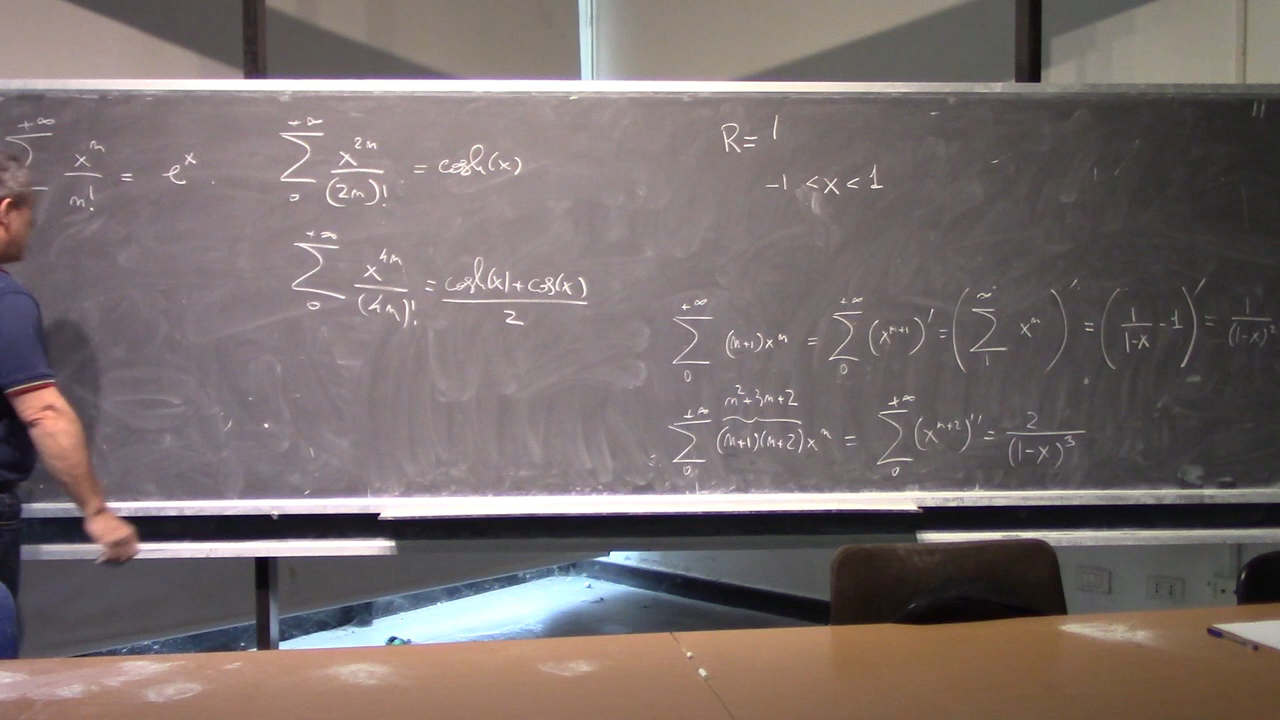 +∞ ∑ xⁿ/n! = eˣ.
+∞ ∑ 0 x²ⁿ/(2n)! = cosh(x)
+∞ ∑ 0 x⁴ⁿ/(4n)! = cosh(x)+cos(x)/2
R=1
-1 < x < 1
+∞ ∑ 0 (n+1)xⁿ = +∞ ∑ 0 (xⁿ⁺¹)' = (∞ ∑ 1 xⁿ)' = (1/1-x - 1)' = 1/(1-x)²
n²+3n+2
+∞ ∑ 0 (n+1)(n+2)xⁿ = +∞ ∑ 0 (xⁿ⁺²)'' = 2/(1-x)³